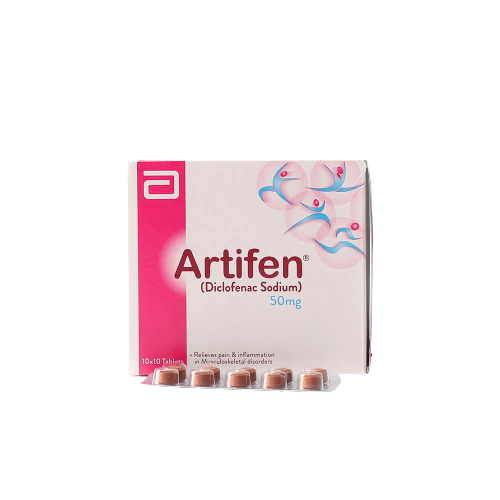 Artifen®
(Diclofenac Sodium)
50mg
10x10 Tablets
• Relieves pain & inflammation
in Musculoskeletal disorders